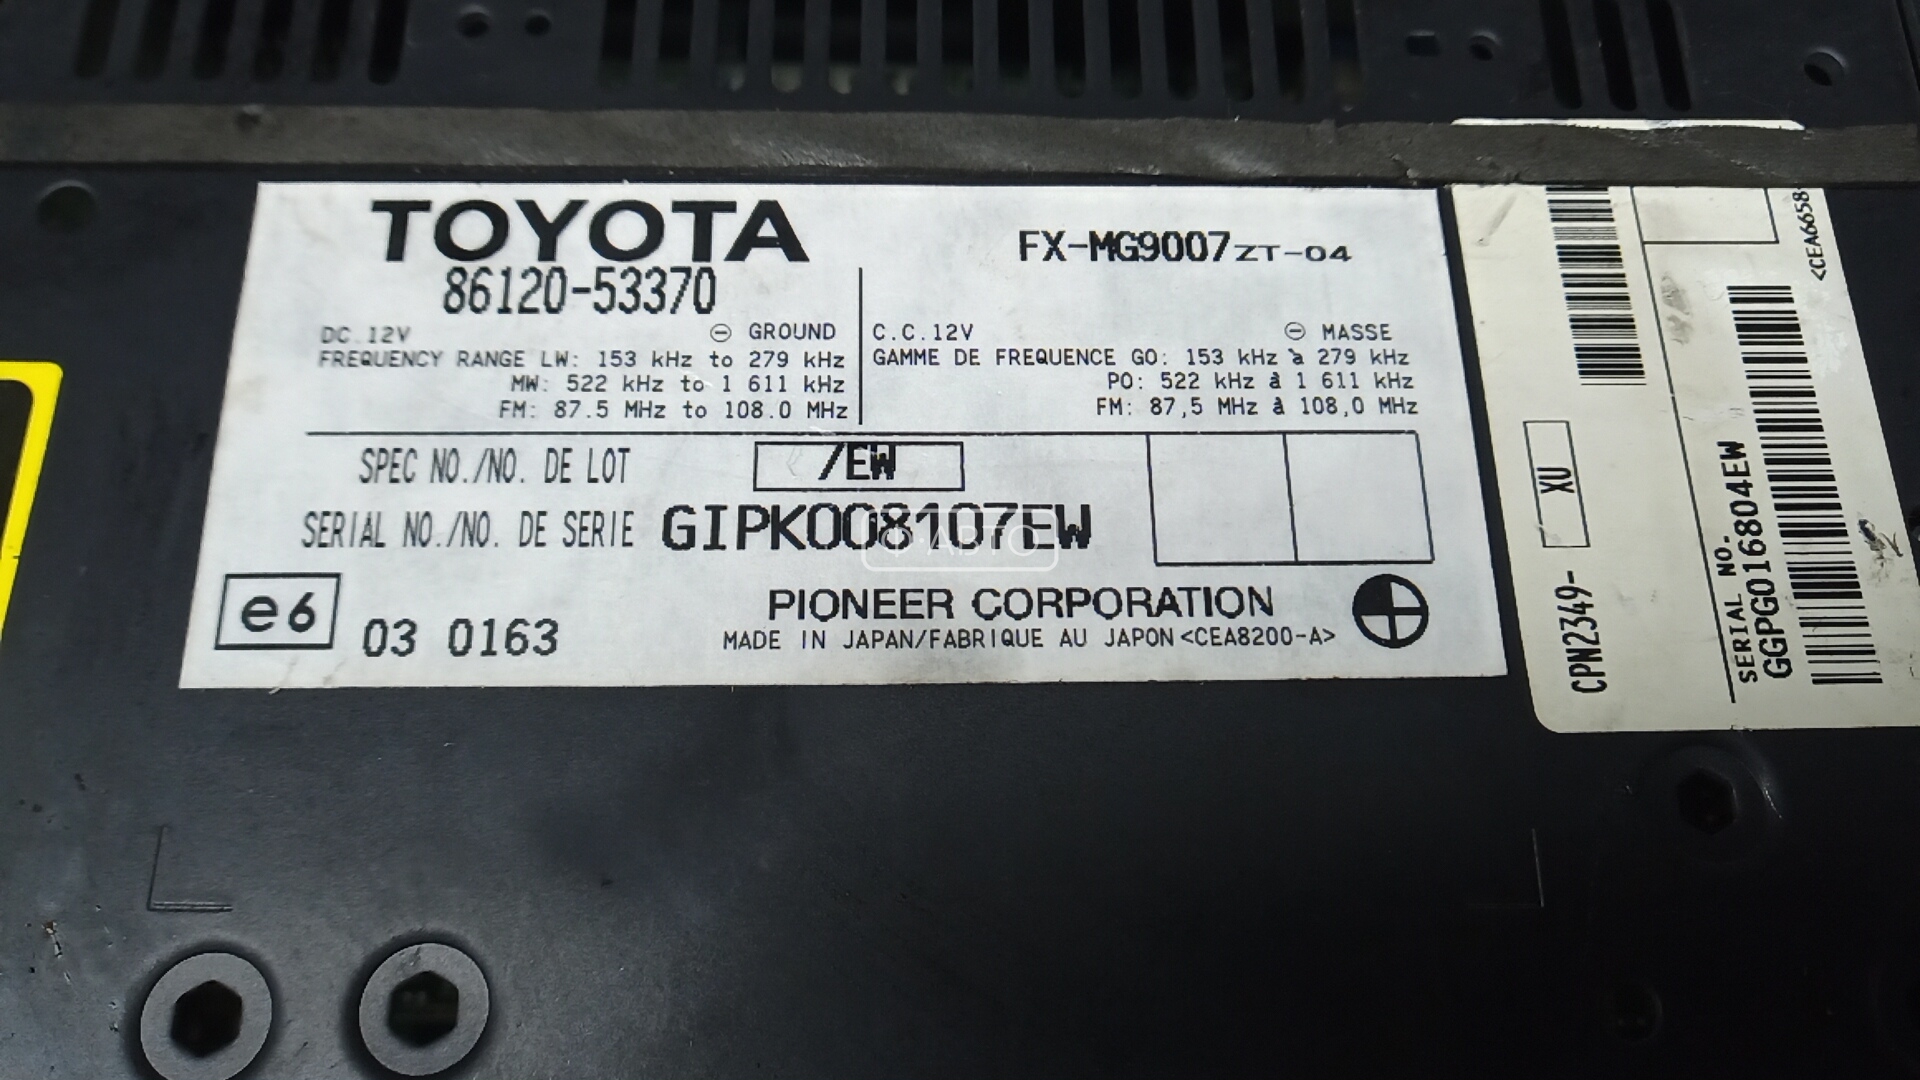 TOYOTA
86120-53370
FX-MG9007ZT-04
DC.12V ⊖ GROUND
FREQUENCY RANGE LW: 153 kHz to 279 kHz
MW: 522 kHz to 1 611 kHz
FM: 87.5 MHz to 108.0 MHz
C.C.12V ⊖ MASSE
GAMME DE FREQUENCE GO: 153 kHz à 279 kHz
PO: 522 kHz à 1 611 kHz
FM: 87,5 MHz à 108,0 MHz
SPEC NO./NO. DE LOT /EW
SERIAL NO./NO. DE SERIE GIPK008107EW
e6 03 0163
PIONEER CORPORATION
MADE IN JAPAN/FABRIQUE AU JAPON <CEA8200-A>
CPN2349- XU
SERIAL NO.
GGPG016804EW
<CEA6658-